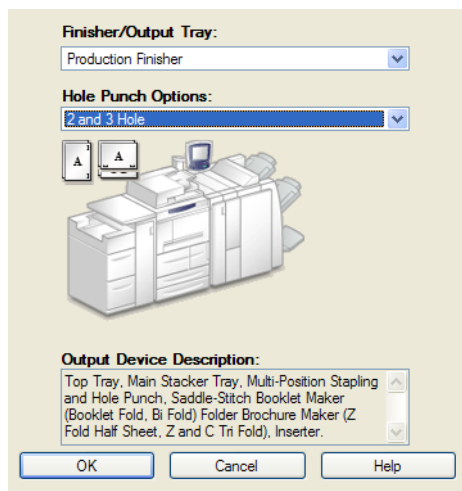 Finisher/Output Tray:
Production Finisher
Hole Punch Options:
2 and 3 Hole
A
A
Output Device Description:
Top Tray, Main Stacker Tray, Multi-Position Stapling
and Hole Punch, Saddle-Stitch Booklet Maker
(Booklet Fold, Bi Fold) Folder Brochure Maker (Z
Fold Half Sheet, Z and C Tri Fold), Inserter.
OK Cancel Help